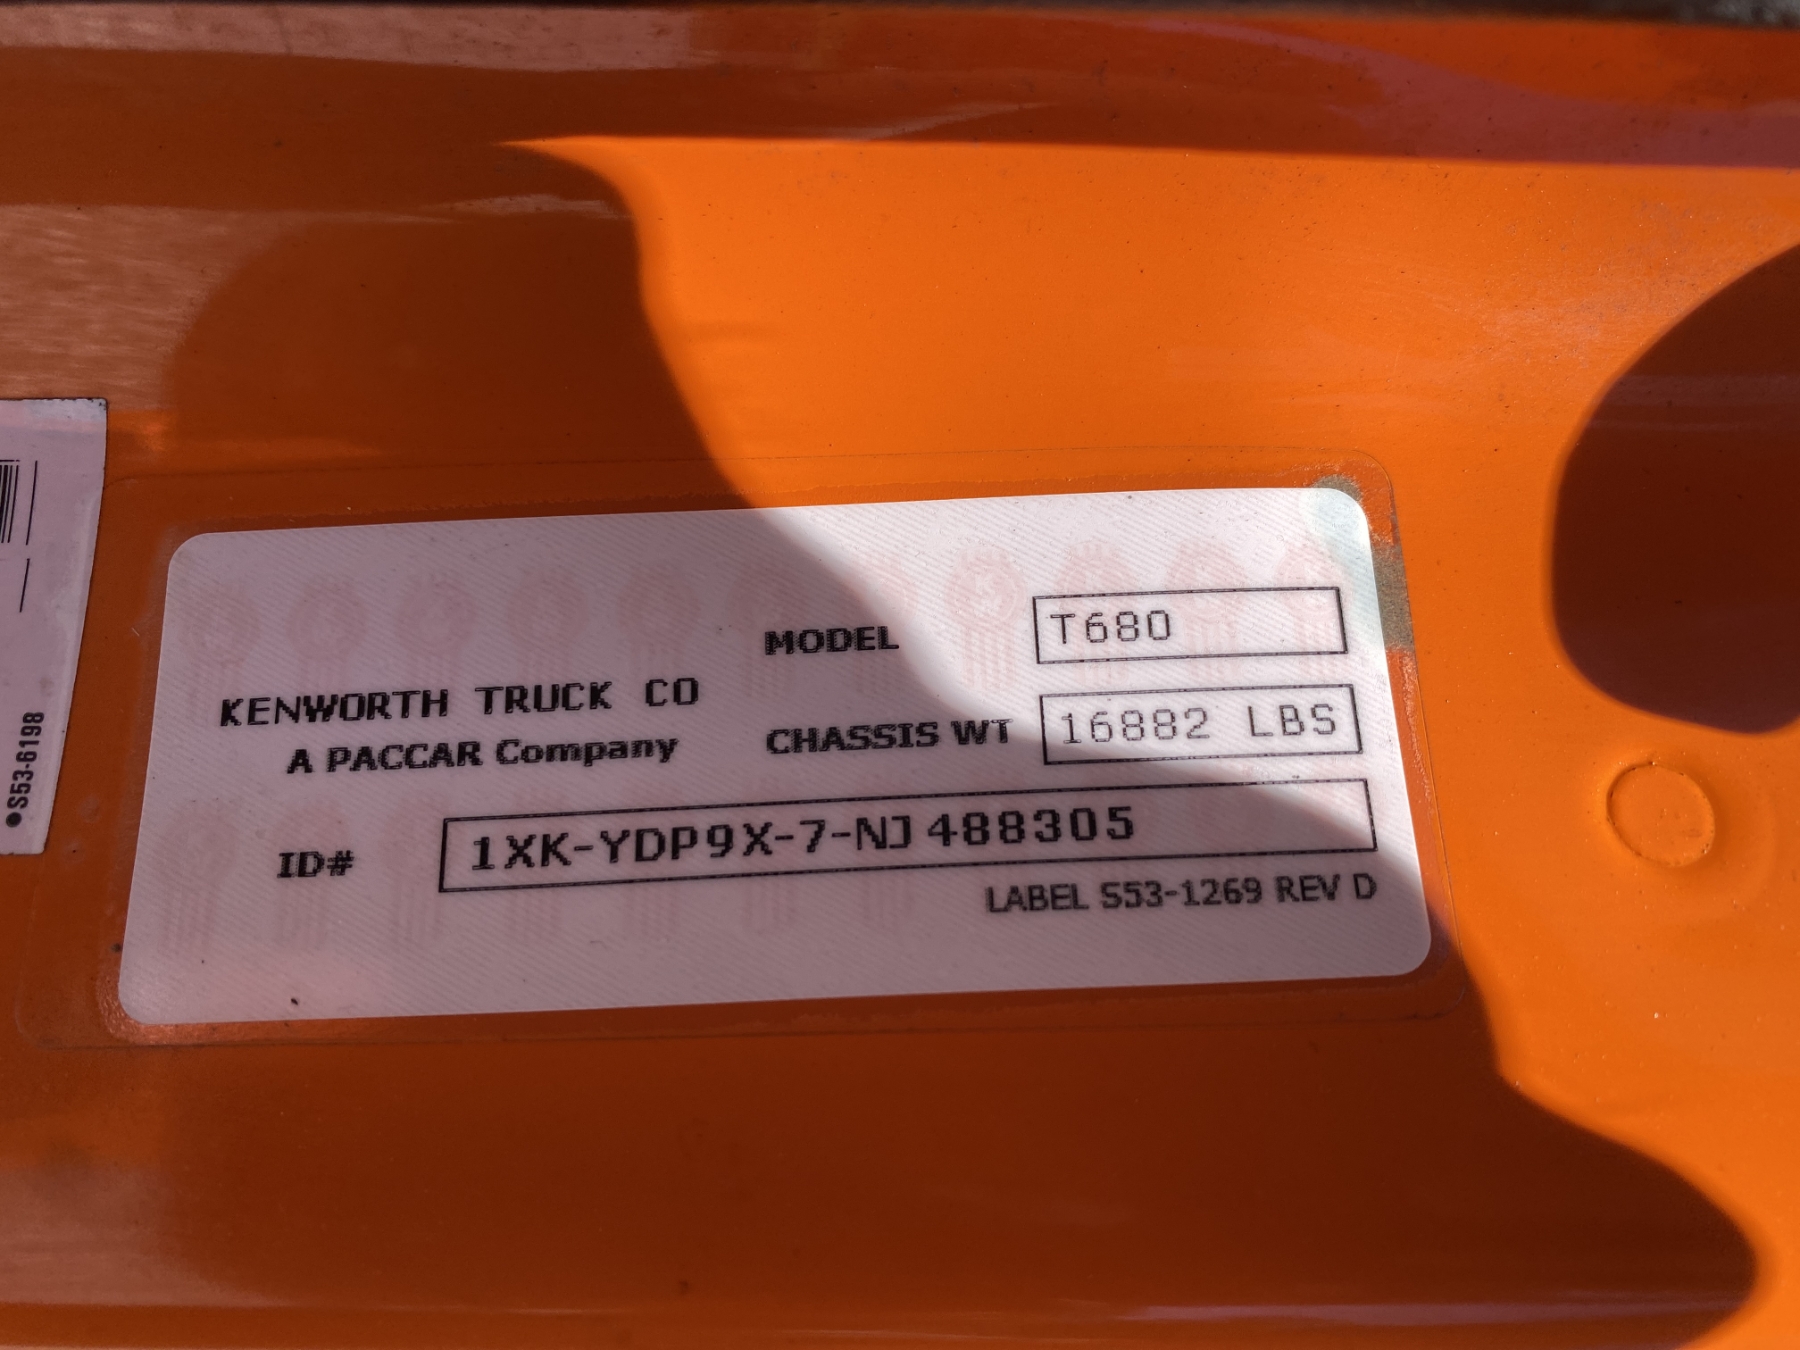 MODEL T680
KENWORTH TRUCK CO
A PACCAR Company
CHASSIS WT 16882 LBS
ID# 1XK-YDP9X-7-NJ488305
LABEL S53-1269 REV D
●S53-6198